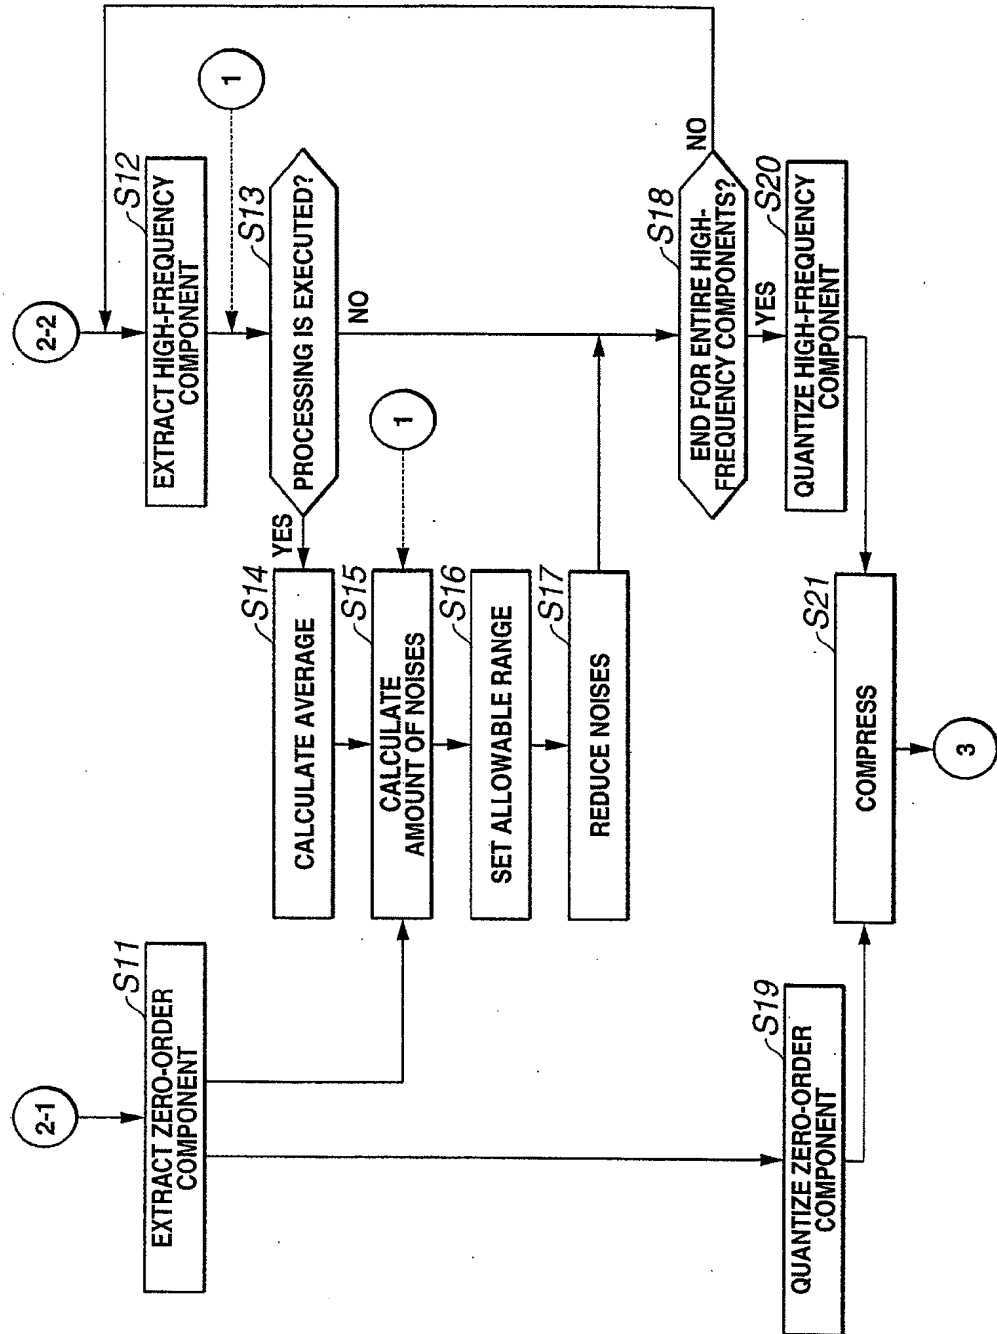 2-1
S11
EXTRACT ZERO-ORDER
COMPONENT
2-2
S12
EXTRACT HIGH-FREQUENCY
COMPONENT
1
S13
PROCESSING IS EXECUTED?
YES
NO
S14
CALCULATE AVERAGE
S15
CALCULATE
AMOUNT OF NOISES
1
S16
SET ALLOWABLE RANGE
S17
REDUCE NOISES
S18
END FOR ENTIRE HIGH-
FREQUENCY COMPONENTS?
NO
YES
S19
QUANTIZE ZERO-ORDER
COMPONENT
S20
QUANTIZE HIGH-FREQUENCY
COMPONENT
S21
COMPRESS
3